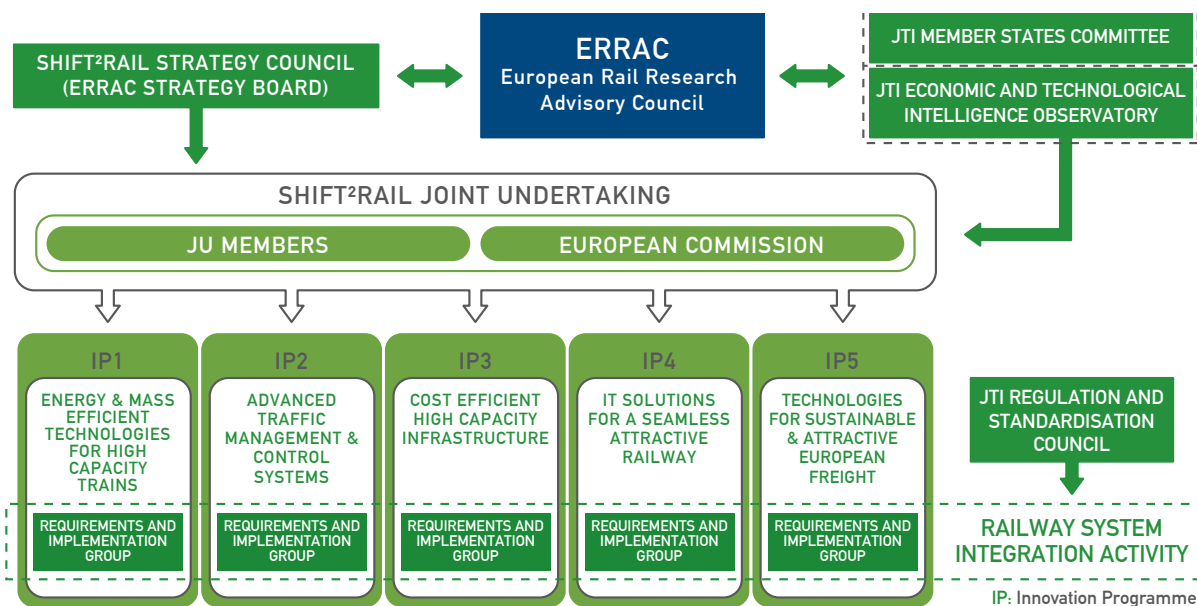 SHIFT²RAIL STRATEGY COUNCIL
(ERRAC STRATEGY BOARD)
ERRAC
European Rail Research
Advisory Council
JTI MEMBER STATES COMMITTEE
JTI ECONOMIC AND TECHNOLOGICAL
INTELLIGENCE OBSERVATORY
SHIFT²RAIL JOINT UNDERTAKING
JU MEMBERS
EUROPEAN COMMISSION
IP1
ENERGY & MASS
EFFICIENT
TECHNOLOGIES
FOR HIGH
CAPACITY
TRAINS
REQUIREMENTS AND
IMPLEMENTATION
GROUP
IP2
ADVANCED
TRAFFIC
MANAGEMENT &
CONTROL
SYSTEMS
REQUIREMENTS AND
IMPLEMENTATION
GROUP
IP3
COST EFFICIENT
HIGH CAPACITY
INFRASTRUCTURE
REQUIREMENTS AND
IMPLEMENTATION
GROUP
IP4
IT SOLUTIONS
FOR A SEAMLESS
ATTRACTIVE
RAILWAY
REQUIREMENTS AND
IMPLEMENTATION
GROUP
IP5
TECHNOLOGIES
FOR SUSTAINABLE
& ATTRACTIVE
EUROPEAN
FREIGHT
REQUIREMENTS AND
IMPLEMENTATION
GROUP
JTI REGULATION AND
STANDARDISATION
COUNCIL
RAILWAY SYSTEM
INTEGRATION ACTIVITY
IP: Innovation Programme